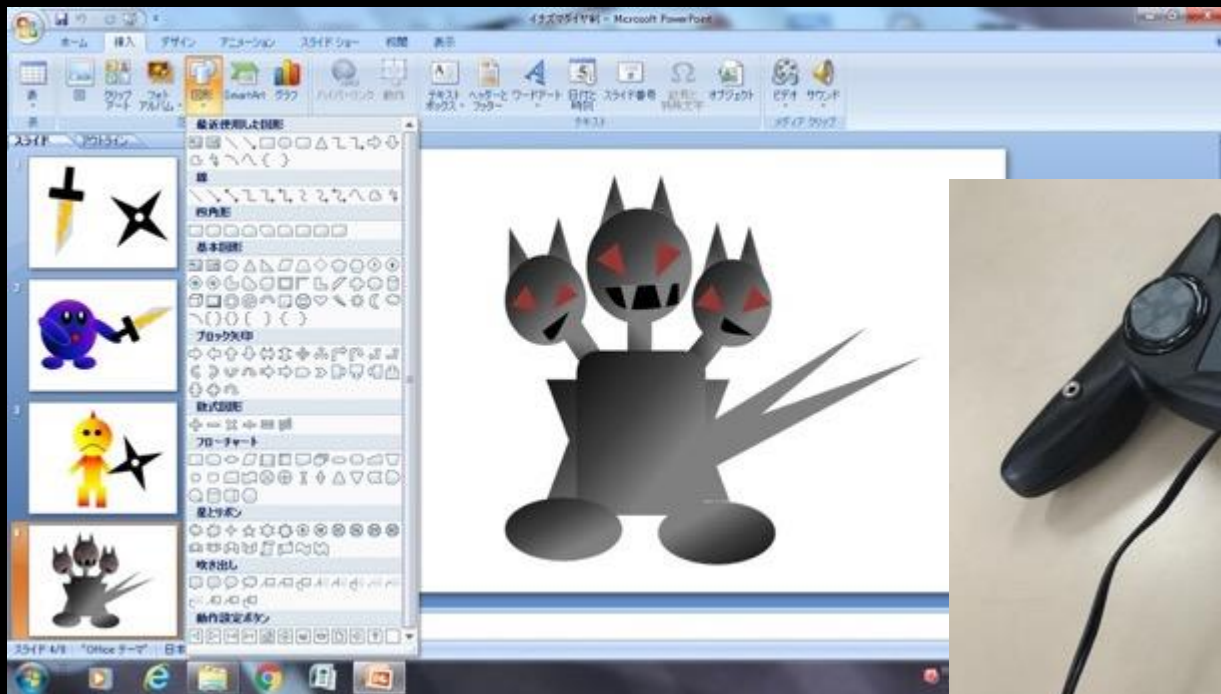 イナズマダイヤ剣 - Microsoft PowerPoint
ホーム 挿入 デザイン アニメーション スライド ショー 校閲 表示
表 図 クリップ アート フォト アルバム 図形 SmartArt グラフ ハイパーリンク 動作 テキスト ボックス ヘッダーと フッター ワードアート 日付と 時刻 スライド番号 記号と 特殊文字 オブジェクト ビデオ サウンド
表 テキスト メディア クリップ
スライド アウトライン
最近使用した図形
線
四角形
基本図形
ブロック矢印
数式図形
フローチャート
星とリボン
吹き出し
動作設定ボタン
1
2
3
4
スライド 4/8 "Office テーマ" 日本